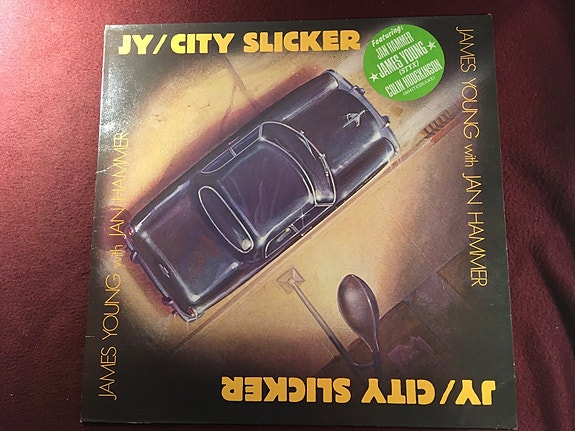 JY/CITY SLICKER
Featuring:
JAN HAMMER
★ JAMES YOUNG ★
(STYX)
COLIN HODGKINSON
(WHITESNAKE)
JAMES YOUNG with JAN HAMMER
JAMES YOUNG with JAN HAMMER
JY/CITY SLICKER